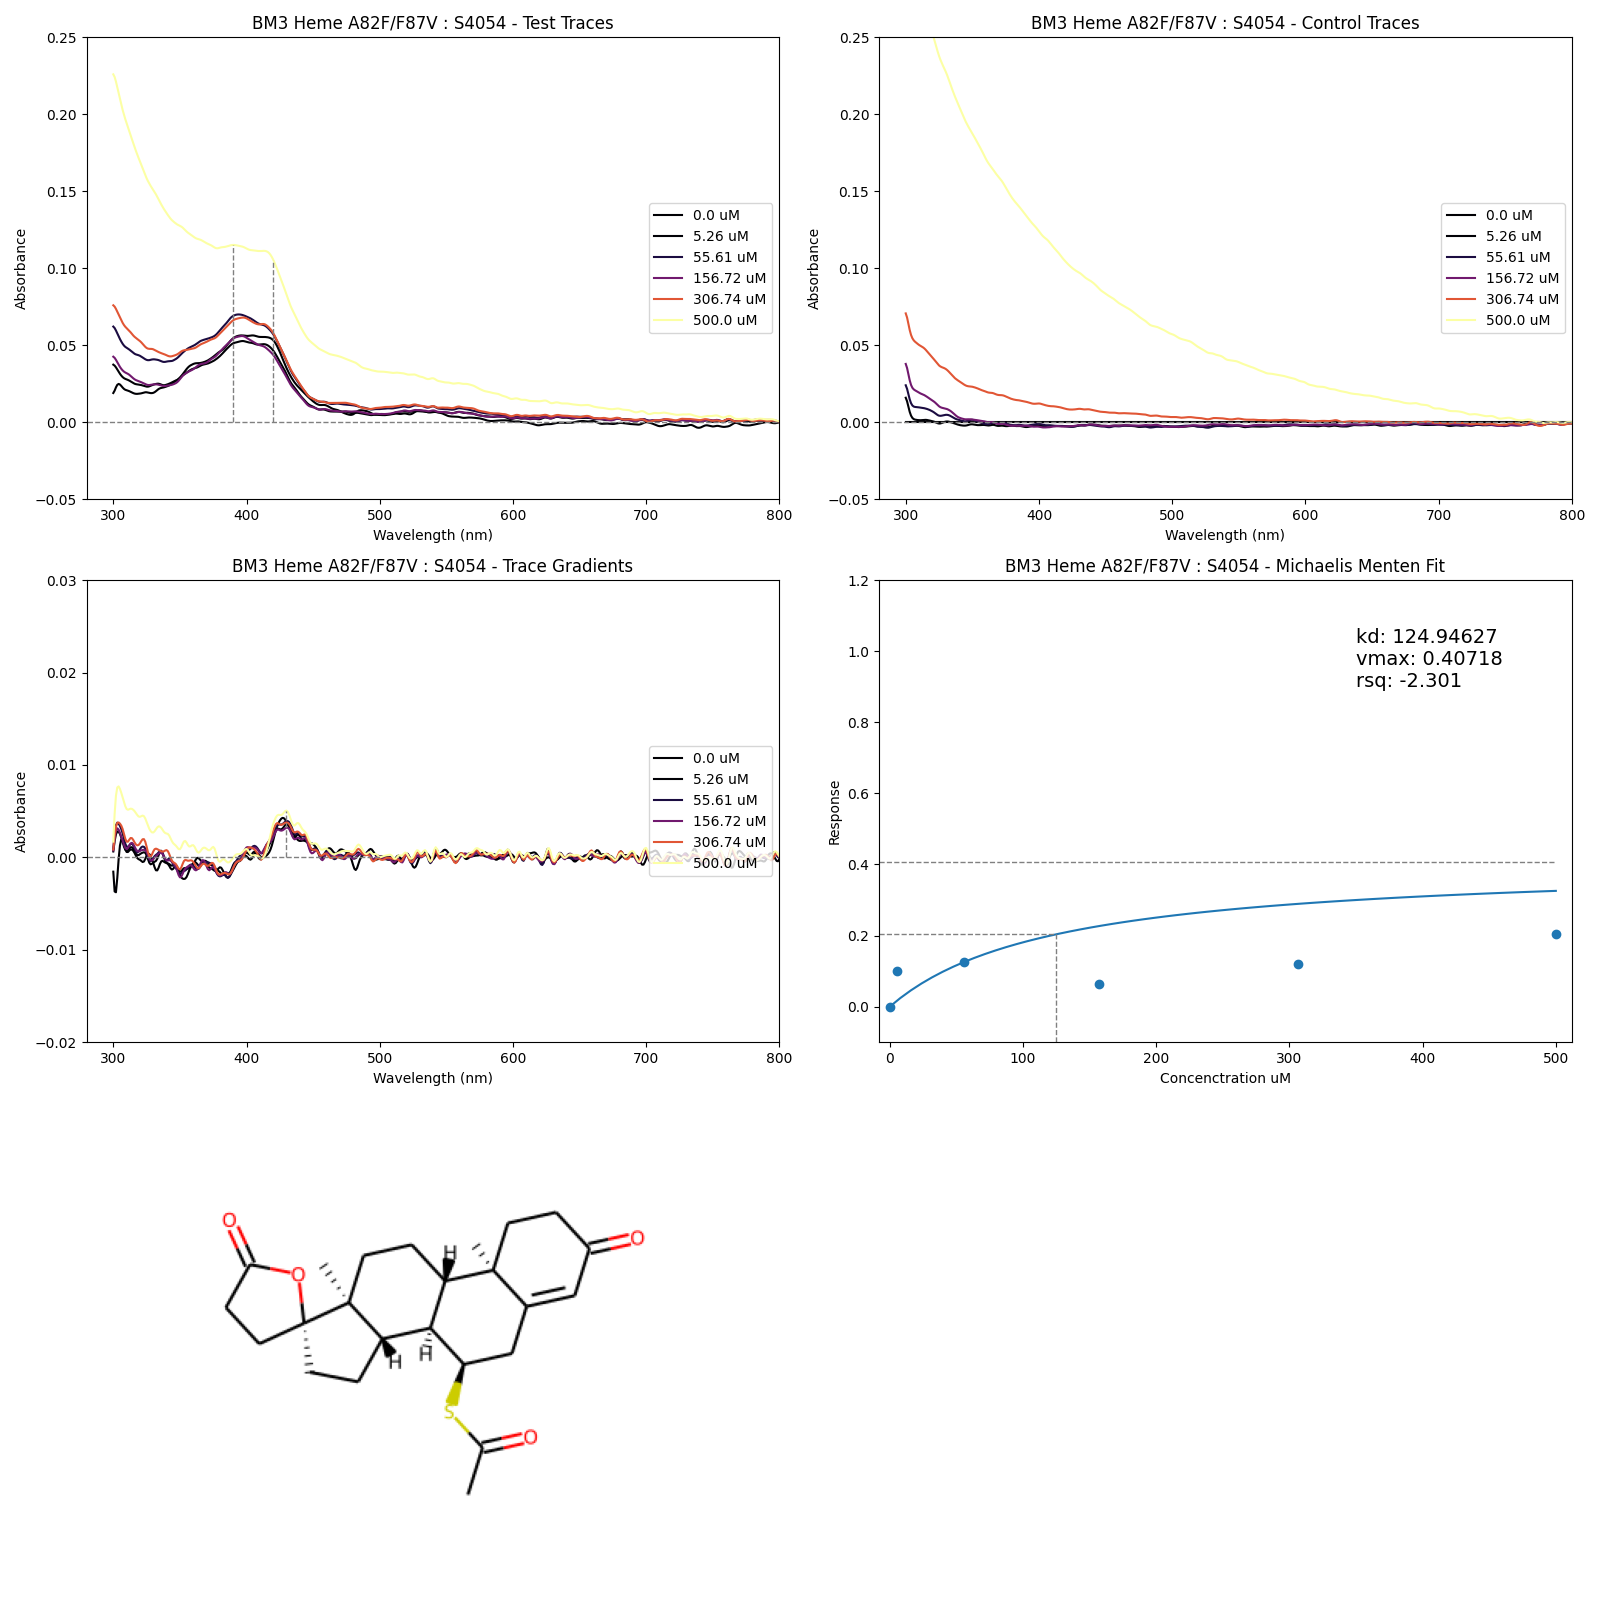 BM3 Heme A82F/F87V : S4054 - Test Traces
0.25
0.20
0.15
0.10
0.05
0.00
−0.05
Absorbance
300
400
500
600
700
800
Wavelength (nm)
0.0 uM
5.26 uM
55.61 uM
156.72 uM
306.74 uM
500.0 uM
BM3 Heme A82F/F87V : S4054 - Control Traces
0.25
0.20
0.15
0.10
0.05
0.00
−0.05
Absorbance
300
400
500
600
700
800
Wavelength (nm)
0.0 uM
5.26 uM
55.61 uM
156.72 uM
306.74 uM
500.0 uM
BM3 Heme A82F/F87V : S4054 - Trace Gradients
0.03
0.02
0.01
0.00
−0.01
−0.02
Absorbance
300
400
500
600
700
800
Wavelength (nm)
0.0 uM
5.26 uM
55.61 uM
156.72 uM
306.74 uM
500.0 uM
BM3 Heme A82F/F87V : S4054 - Michaelis Menten Fit
1.2
1.0
0.8
0.6
0.4
0.2
0.0
Response
0
100
200
300
400
500
Concenctration uM
kd: 124.94627
vmax: 0.40718
rsq: -2.301
O
O
H
O
H
H
S
O